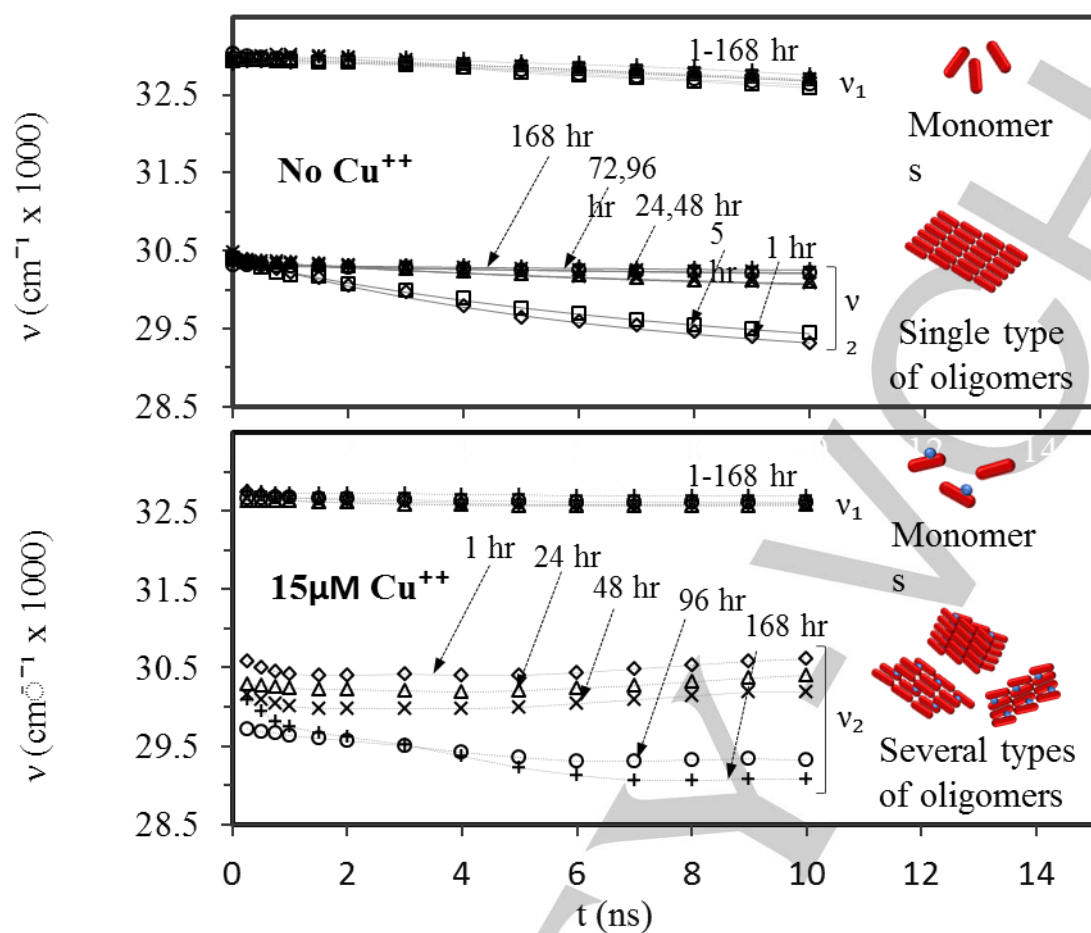 1-168 hr
32.5
ν₁
Monomer
s
168 hr
31.5
No Cu⁺⁺
72,96
hr
24,48 hr
5
hr
1 hr
30.5
ν
₂
29.5
Single type
of oligomers
28.5
ν (cm⁻¹ x 1000)
12
14
1-168 hr
32.5
ν₁
Monomer
s
1 hr
24 hr
31.5
15μM Cu⁺⁺
48 hr
96 hr
168 hr
30.5
ν₂
29.5
Several types
of oligomers
28.5
ν (cm⁻¹ x 1000)
0 2 4 6 8 10 12 14
t (ns)